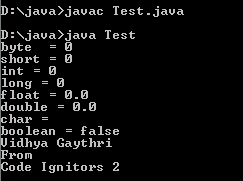 D:\java>javac Test.java
D:\java>java Test
byte  = 0
short = 0
int = 0
long = 0
float = 0.0
double = 0.0
char =
boolean = false
Vidhya Gaythri
From
Code Ignitors 2